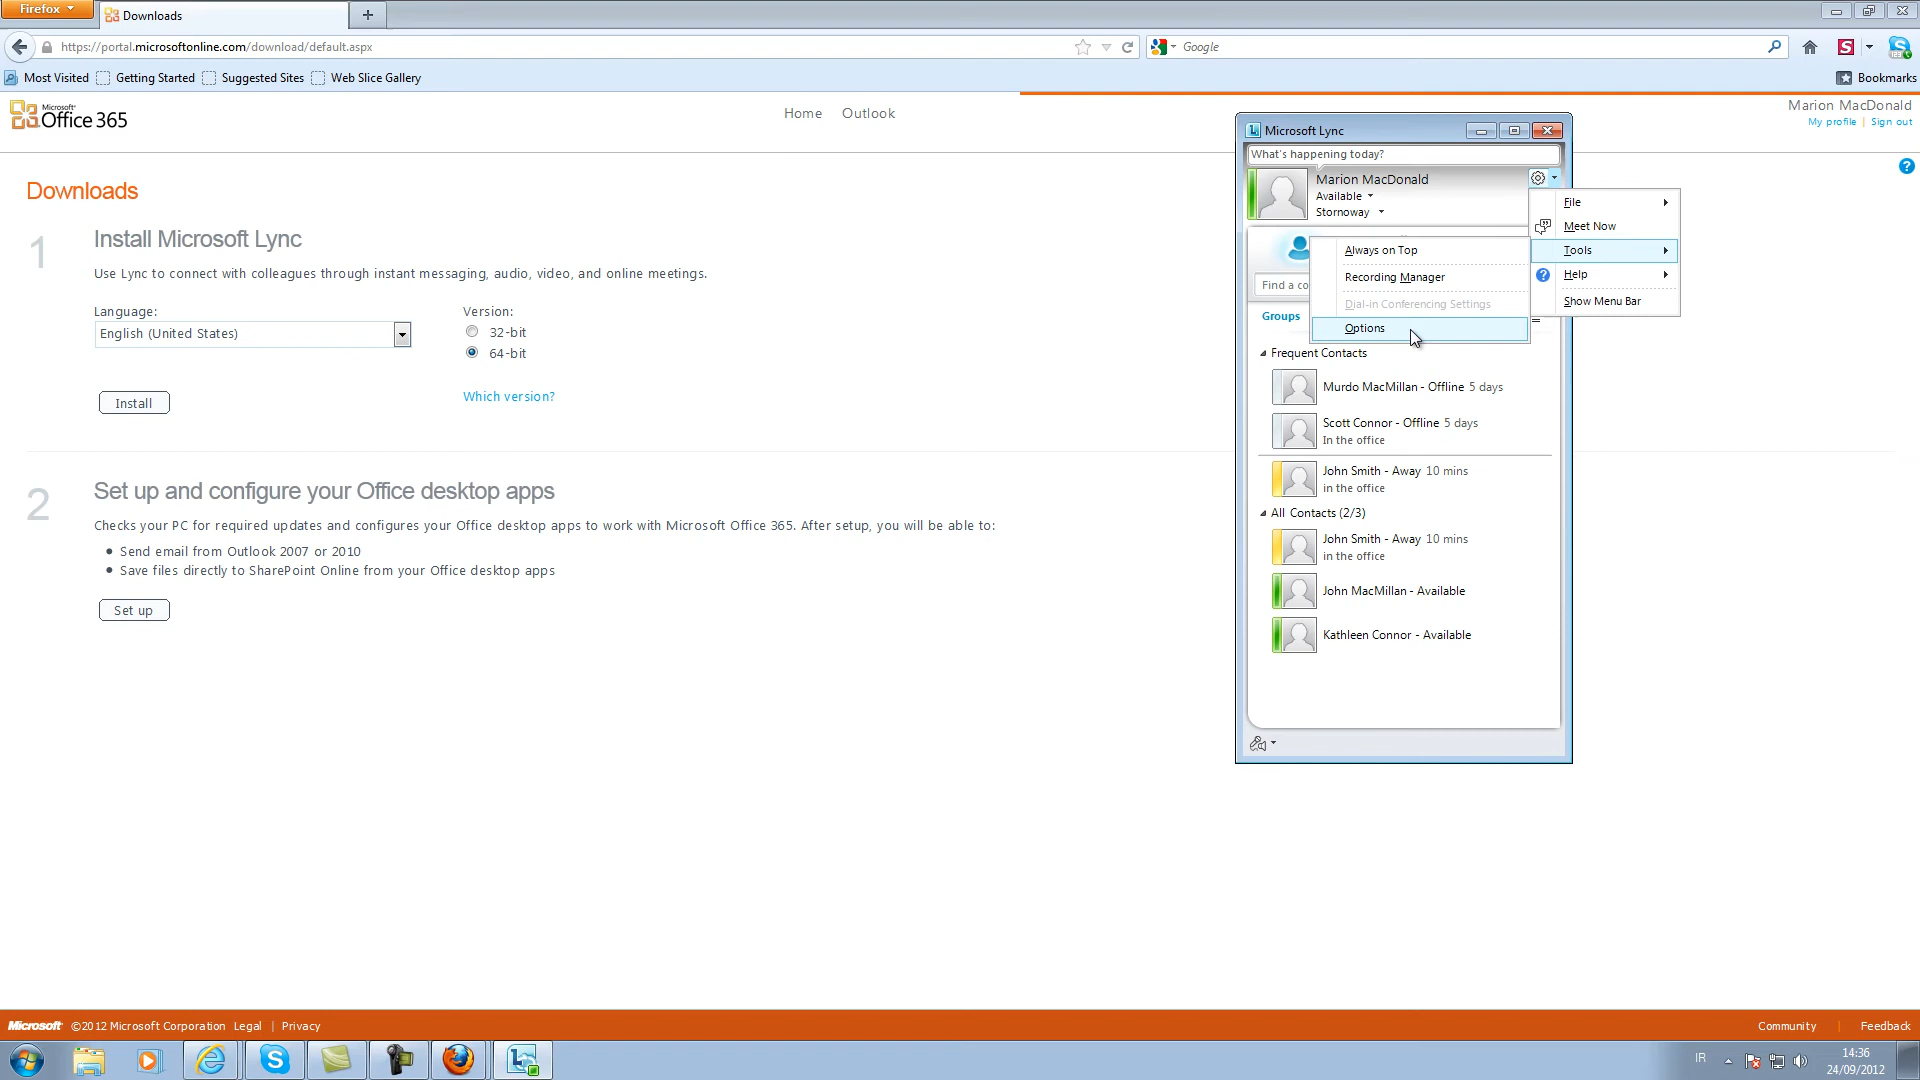 Firefox
Downloads
https://portal.microsoftonline.com/download/default.aspx
Google
Most Visited
Getting Started
Suggested Sites
Web Slice Gallery
Bookmarks
Microsoft
Office 365
Home
Outlook
Marion MacDonald
My profile | Sign out
Downloads
1
Install Microsoft Lync
Use Lync to connect with colleagues through instant messaging, audio, video, and online meetings.
Language:
English (United States)
Version:
32-bit
64-bit
Which version?
Install
2
Set up and configure your Office desktop apps
Checks your PC for required updates and configures your Office desktop apps to work with Microsoft Office 365. After setup, you will be able to:
Send email from Outlook 2007 or 2010
Save files directly to SharePoint Online from your Office desktop apps
Set up
Microsoft Lync
What's happening today?
Marion MacDonald
Available
Stornoway
File
Meet Now
Tools
Help
Show Menu Bar
Always on Top
Recording Manager
Dial-in Conferencing Settings
Options
Find a co
Groups
Frequent Contacts
Murdo MacMillan - Offline 5 days
Scott Connor - Offline 5 days
In the office
John Smith - Away 10 mins
in the office
All Contacts (2/3)
John Smith - Away 10 mins
in the office
John MacMillan - Available
Kathleen Connor - Available
Microsoft ©2012 Microsoft Corporation Legal | Privacy
Community | Feedback
IR
14:36
24/09/2012